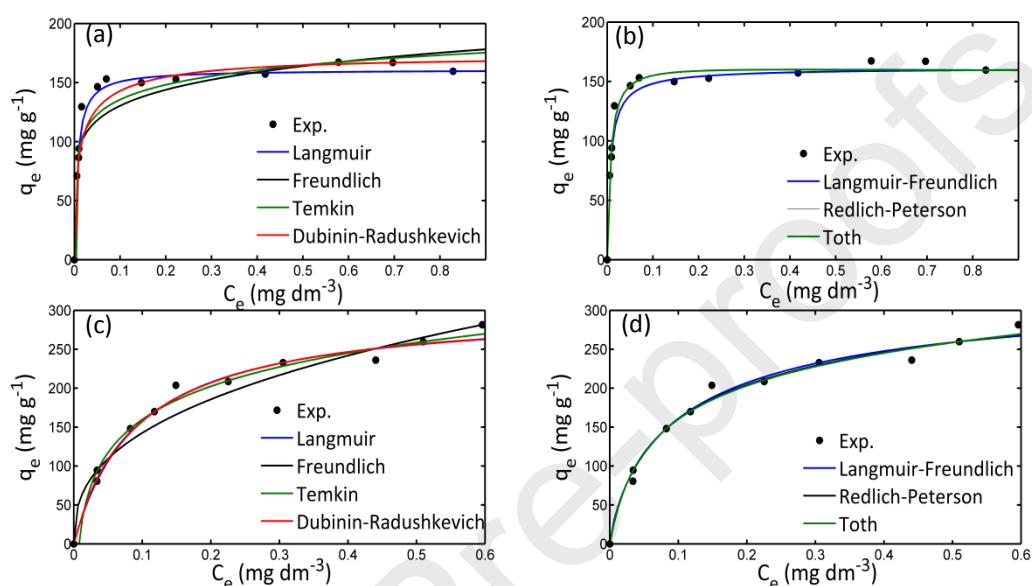 (a)
200
150
100
50
0
qe (mg g-1)
Exp.
Langmuir
Freundlich
Temkin
Dubinin-Radushkevich
0 0.1 0.2 0.3 0.4 0.5 0.6 0.7 0.8
Ce (mg dm-3)
(b)
200
150
100
50
0
qe (mg g-1)
Exp.
Langmuir-Freundlich
Redlich-Peterson
Toth
0 0.1 0.2 0.3 0.4 0.5 0.6 0.7 0.8
Ce (mg dm-3)
(c)
300
250
200
150
100
50
0
qe (mg g-1)
Exp.
Langmuir
Freundlich
Temkin
Dubinin-Radushkevich
0 0.1 0.2 0.3 0.4 0.5 0.6
Ce (mg dm-3)
(d)
300
250
200
150
100
50
0
qe (mg g-1)
Exp.
Langmuir-Freundlich
Redlich-Peterson
Toth
0 0.1 0.2 0.3 0.4 0.5 0.6
Ce (mg dm-3)
re-proofs